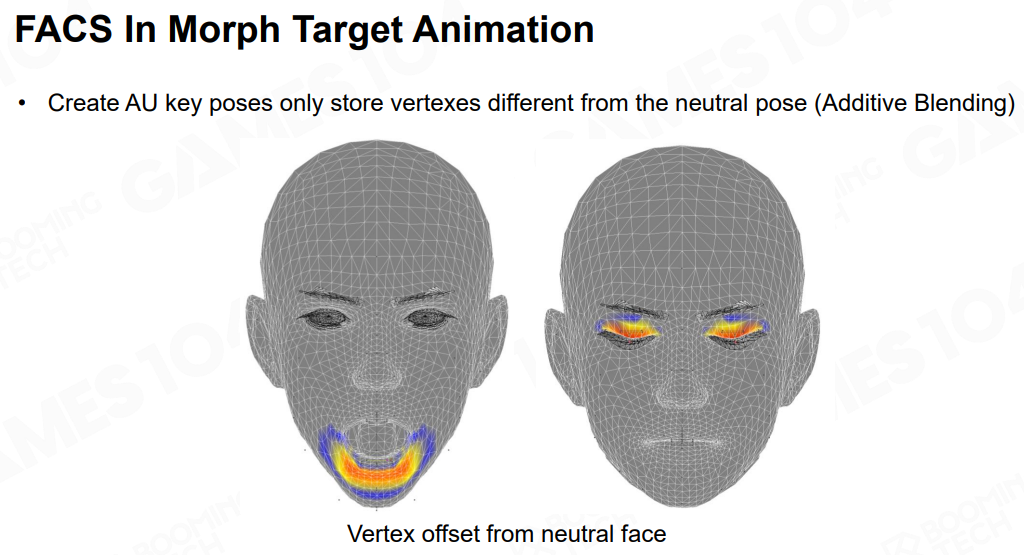 FACS In Morph Target Animation
• Create AU key poses only store vertexes different from the neutral pose (Additive Blending)
Vertex offset from neutral face
GAMES104
BOOMING
TECH